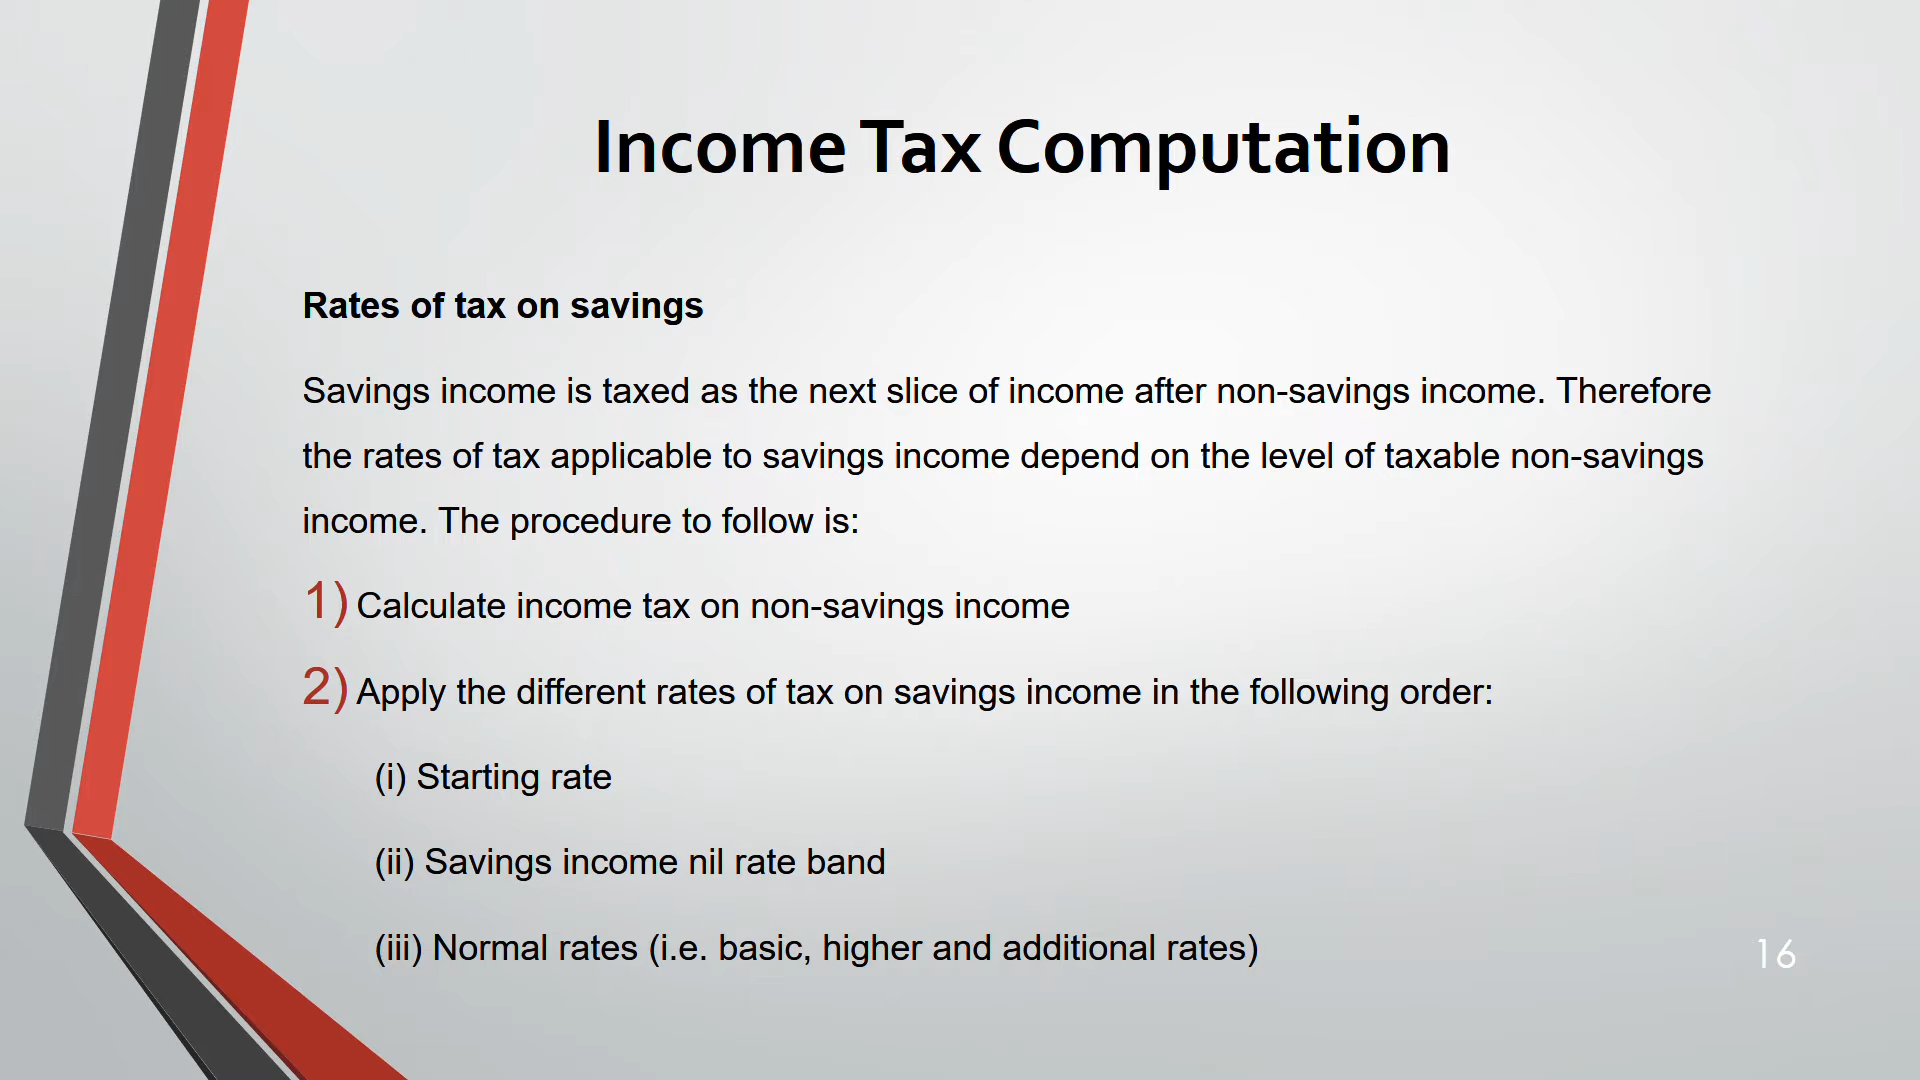 Income Tax Computation
Rates of tax on savings
Savings income is taxed as the next slice of income after non-savings income. Therefore
the rates of tax applicable to savings income depend on the level of taxable non-savings
income. The procedure to follow is:
1) Calculate income tax on non-savings income
2) Apply the different rates of tax on savings income in the following order:
(i) Starting rate
(ii) Savings income nil rate band
(iii) Normal rates (i.e. basic, higher and additional rates)
16